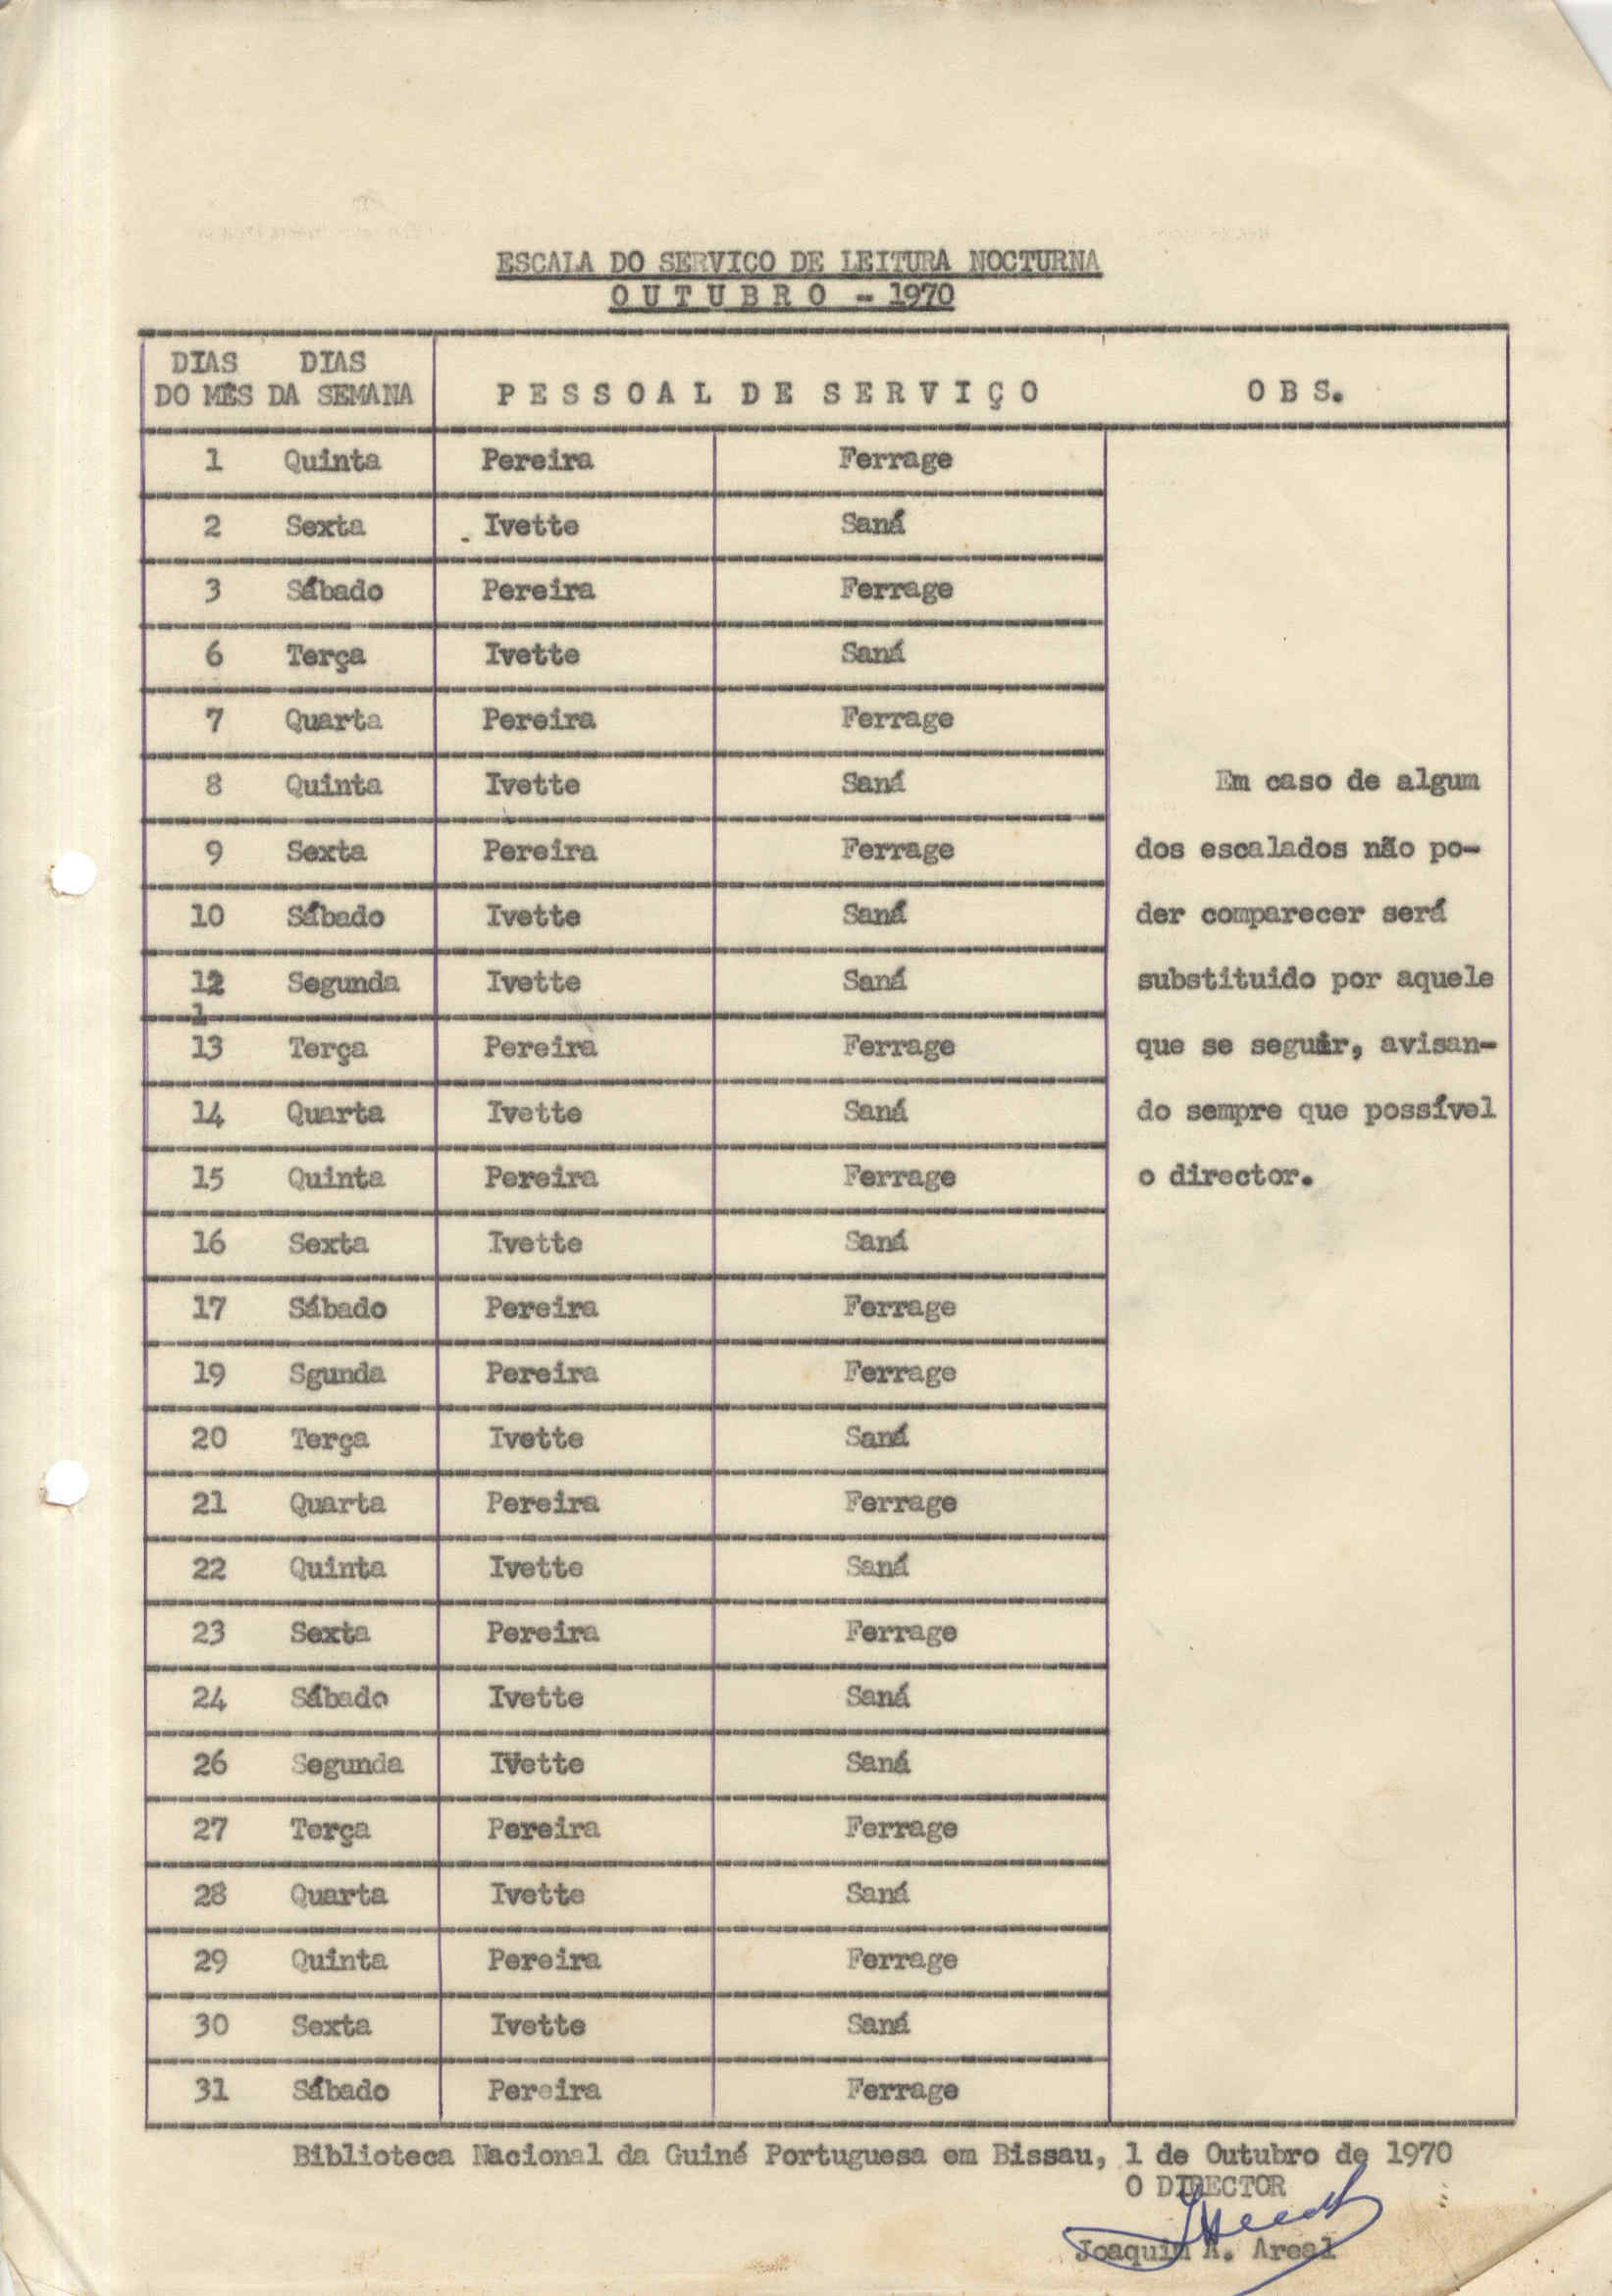 ESCALA DO SERVIÇO DE LEITURA NOCTURNA
O U T U B R O - 1970
DIAS DIAS
DO MÊS DA SEMANA P E S S O A L D E S E R V I Ç O O B S.
1 Quinta Pereira Ferrage
2 Sexta Ivette Saná
3 Sábado Pereira Ferrage
6 Terça Ivette Saná
7 Quarta Pereira Ferrage
8 Quinta Ivette Saná
9 Sexta Pereira Ferrage
10 Sábado Ivette Saná
12 Segunda Ivette Saná
13 Terça Pereira Ferrage
14 Quarta Ivette Saná
15 Quinta Pereira Ferrage
16 Sexta Ivette Saná
17 Sábado Pereira Ferrage
19 Sgunda Pereira Ferrage
20 Terça Ivette Saná
21 Quarta Pereira Ferrage
22 Quinta Ivette Saná
23 Sexta Pereira Ferrage
24 Sábado Ivette Saná
26 Segunda Ivette Saná
27 Terça Pereira Ferrage
28 Quarta Ivette Saná
29 Quinta Pereira Ferrage
30 Sexta Ivette Saná
31 Sábado Pereira Ferrage
Em caso de algum
dos escalados não po-
der comparecer será
substituido por aquele
que se seguir, avisan-
do sempre que possível
o director.
Biblioteca Nacional da Guiné Portuguesa em Bissau, 1 de Outubro de 1970
O DIRECTOR
Joaquim A. Areal